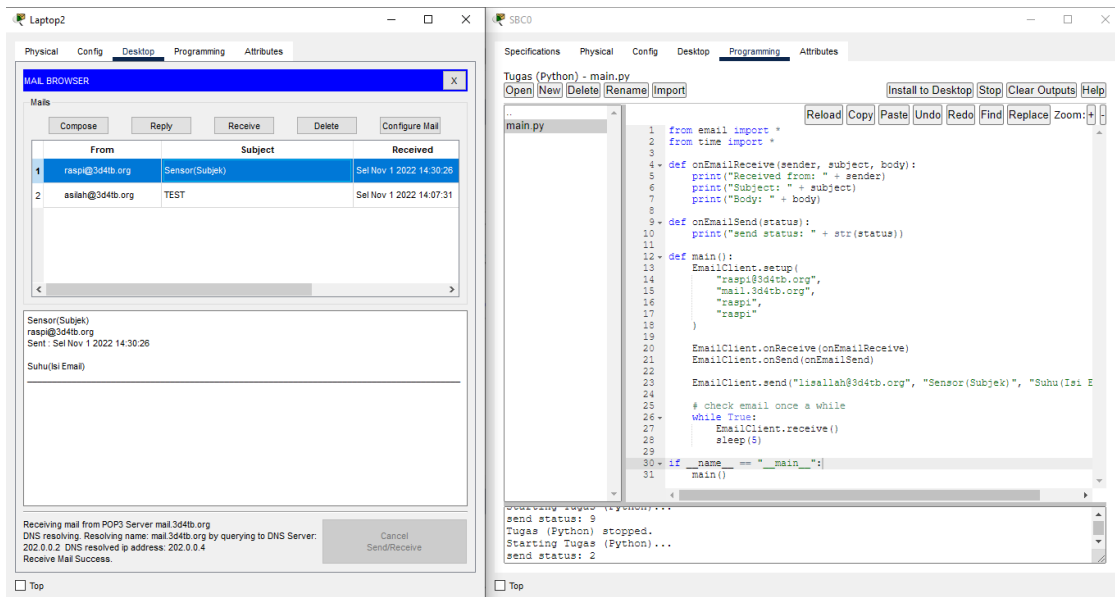 Laptop2
Physical Config Desktop Programming Attributes
MAIL BROWSER X
Mails
Compose Reply Receive Delete Configure Mail
From Subject Received
1 raspi@3d4tb.org Sensor(Subjek) Sel Nov 1 2022 14:30:26
2 asilah@3d4tb.org TEST Sel Nov 1 2022 14:07:31
Sensor(Subjek)
raspi@3d4tb.org
Sent : Sel Nov 1 2022 14:30:26
Suhu(Isi Email)
Receiving mail from POP3 Server mail.3d4tb.org
DNS resolving. Resolving name: mail.3d4tb.org by querying to DNS Server:
202.0.0.2 DNS resolved ip address: 202.0.0.4
Receive Mail Success.
Cancel
Send/Receive
Top
SBC0
Specifications Physical Config Desktop Programming Attributes
Tugas (Python) - main.py
Open New Delete Rename Import Install to Desktop Stop Clear Outputs Help
..
main.py
Reload Copy Paste Undo Redo Find Replace Zoom: + -
1 from email import *
2 from time import *
3
4 def onEmailReceive(sender, subject, body):
5     print("Received from: " + sender)
6     print("Subject: " + subject)
7     print("Body: " + body)
8
9 def onEmailSend(status):
10     print("send status: " + str(status))
11
12 def main():
13     EmailClient.setup(
14         "raspi@3d4tb.org",
15         "mail.3d4tb.org",
16         "raspi",
17         "raspi"
18     )
19
20     EmailClient.onReceive(onEmailReceive)
21     EmailClient.onSend(onEmailSend)
22
23     EmailClient.send("lisallah@3d4tb.org", "Sensor(Subjek)", "Suhu(Isi E
24
25     # check email once a while
26     while True:
27         EmailClient.receive()
28         sleep(5)
29
30 if __name__ == "__main__":
31     main()
Starting Tugas (Python)...
send status: 9
Tugas (Python) stopped.
Starting Tugas (Python)...
send status: 2
Top